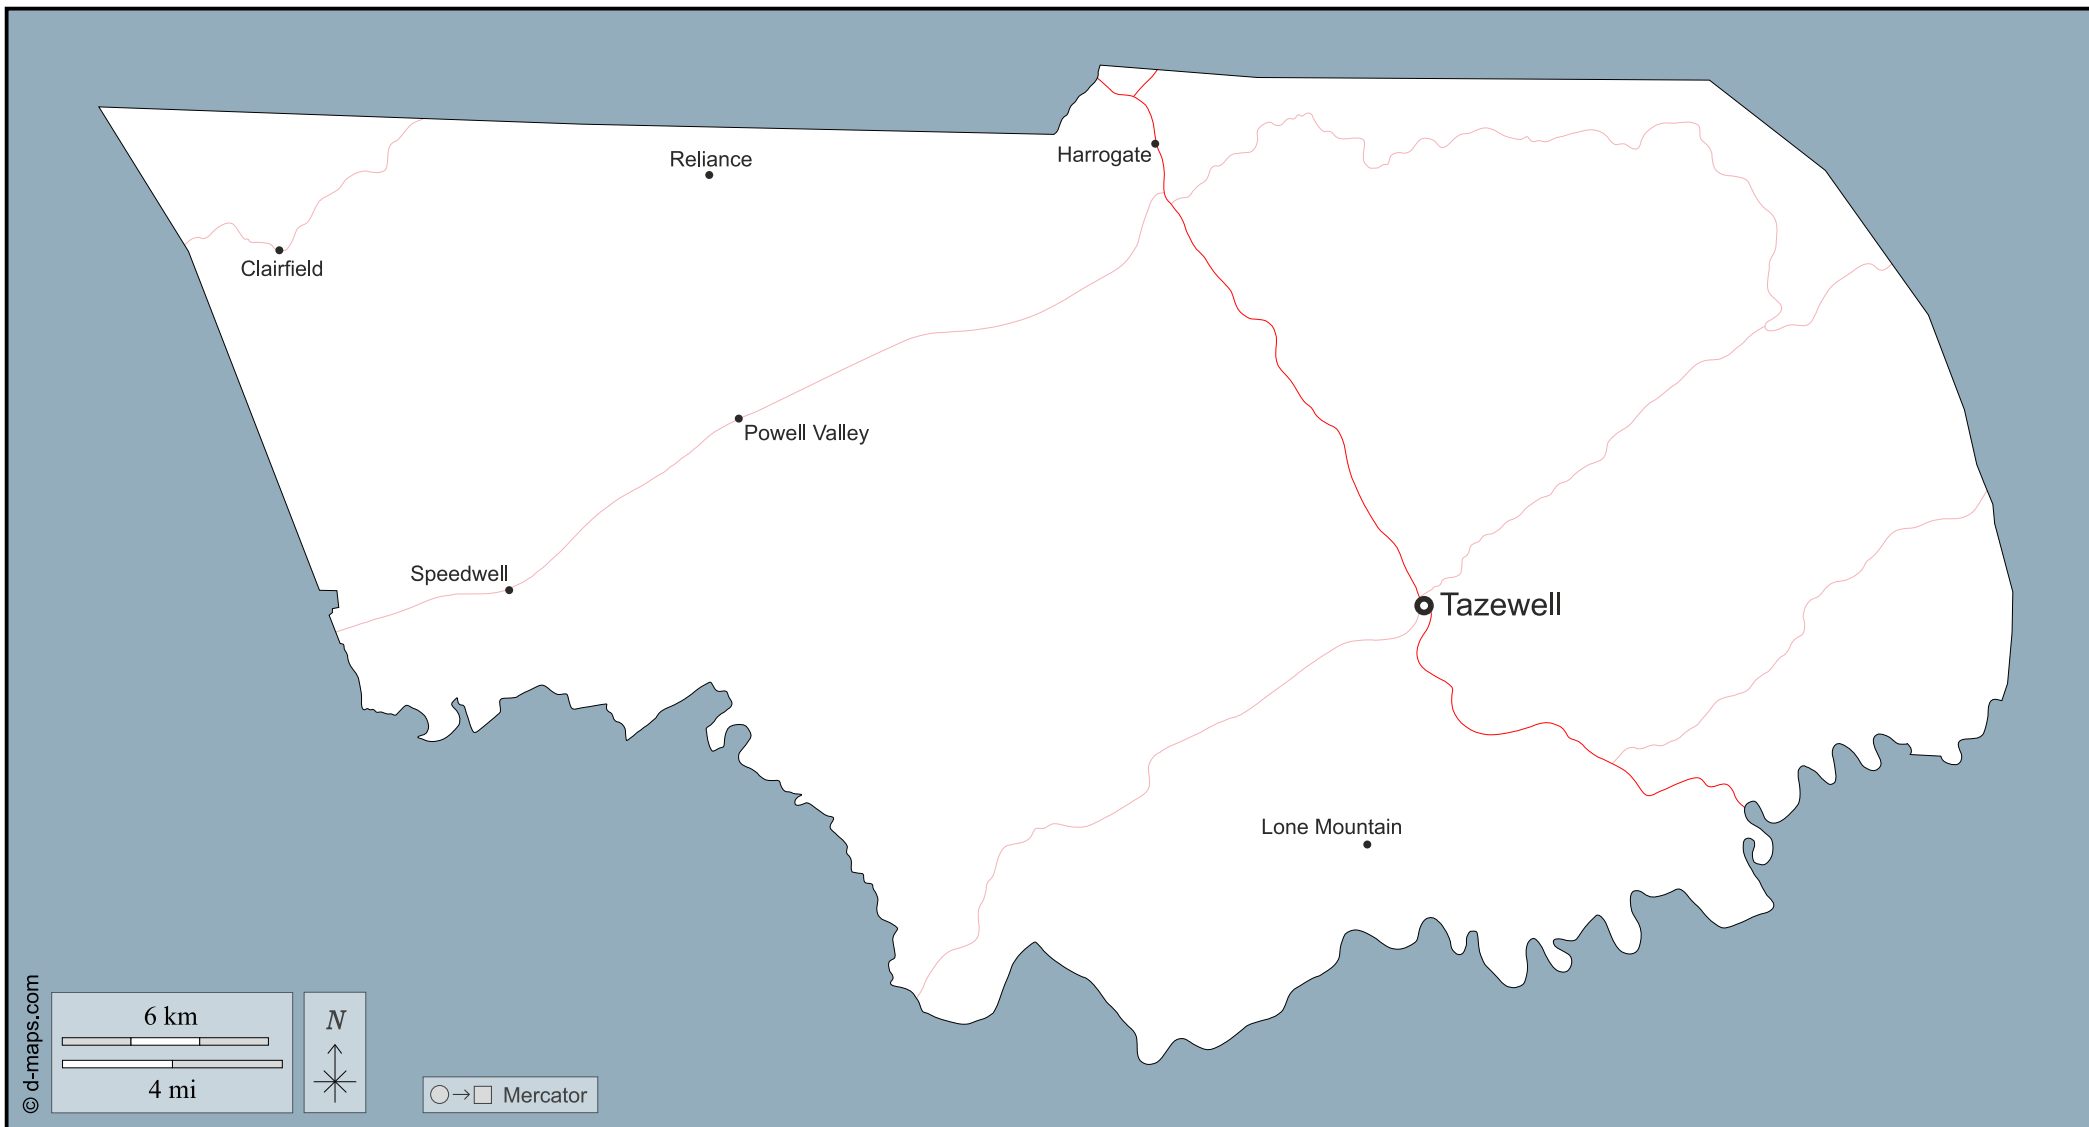 Reliance
Harrogate
Clairfield
Powell Valley
Speedwell
Tazewell
Lone Mountain
© d-maps.com
6 km
4 mi
N
Mercator